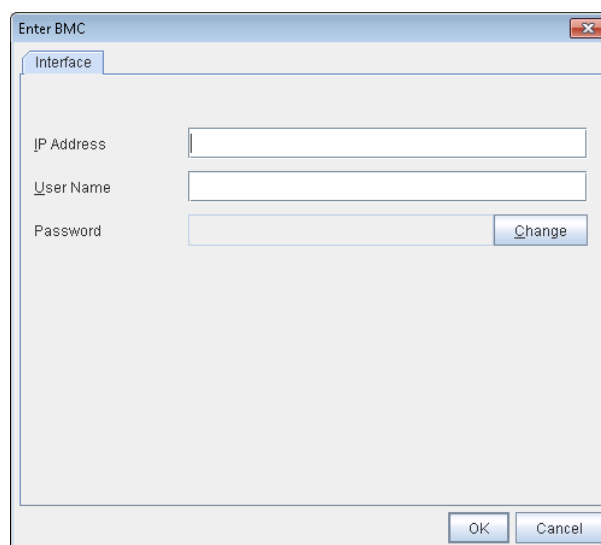 Enter BMC
Interface
IP Address
User Name
Password
Change
OK
Cancel